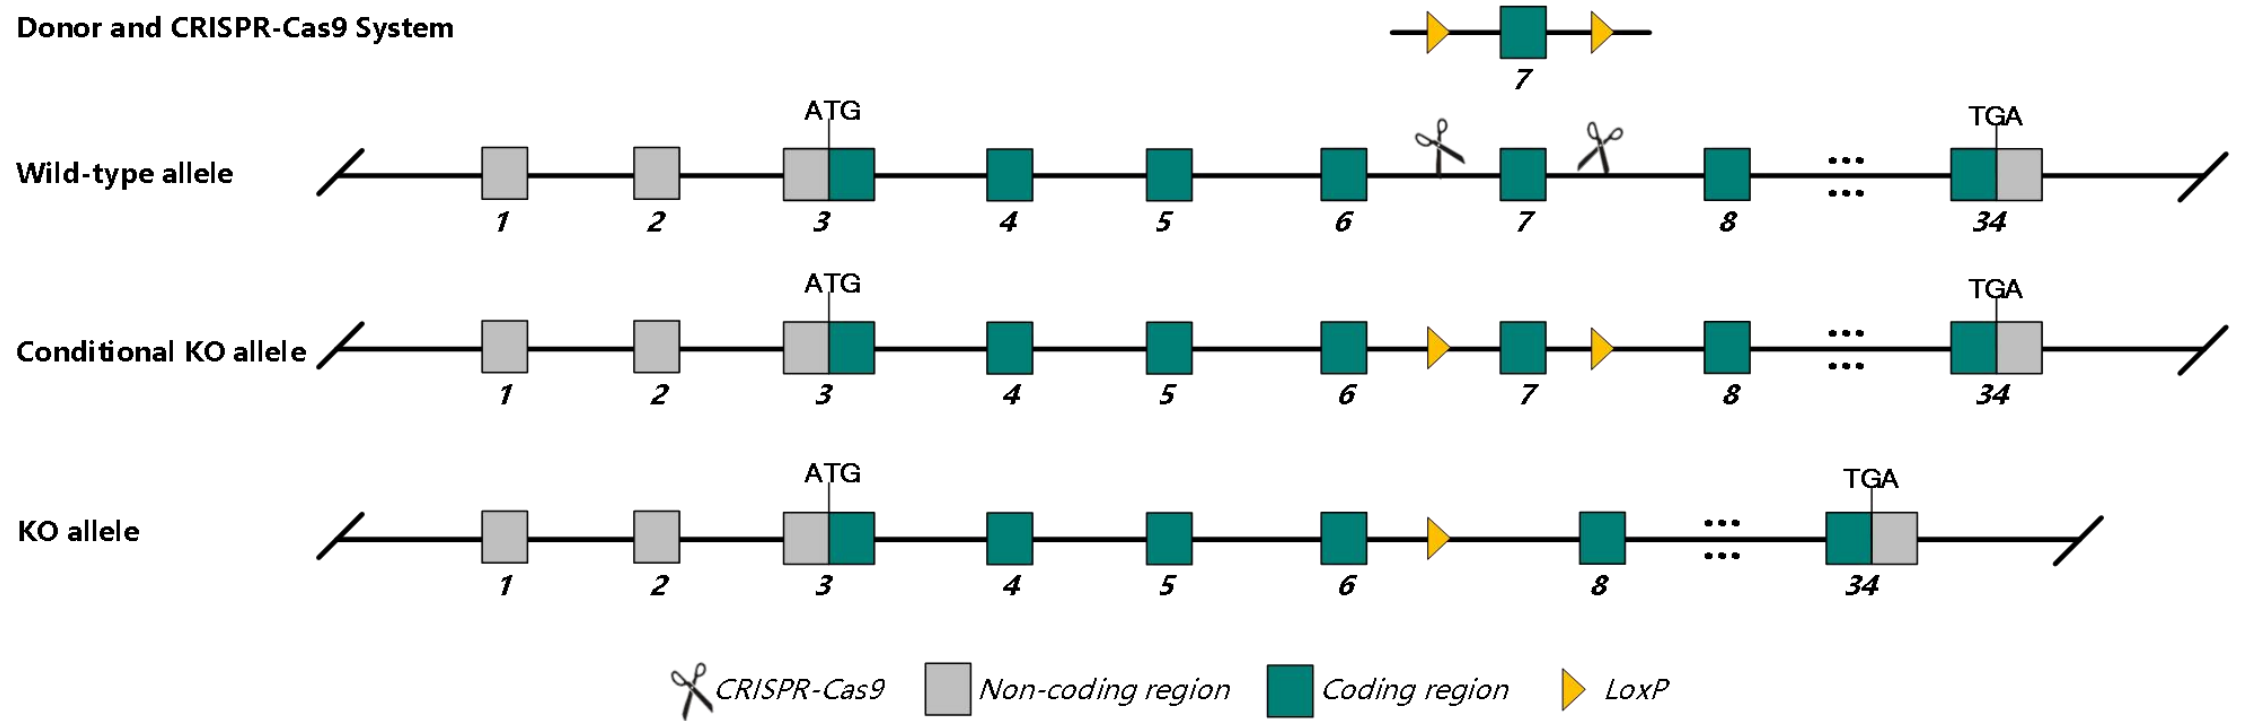 Donor and CRISPR-Cas9 System
7
ATG
TGA
Wild-type allele
1 2 3 4 5 6 7 8 34
ATG
TGA
Conditional KO allele
1 2 3 4 5 6 7 8 34
ATG
TGA
KO allele
1 2 3 4 5 6 8 34
CRISPR-Cas9 Non-coding region Coding region LoxP